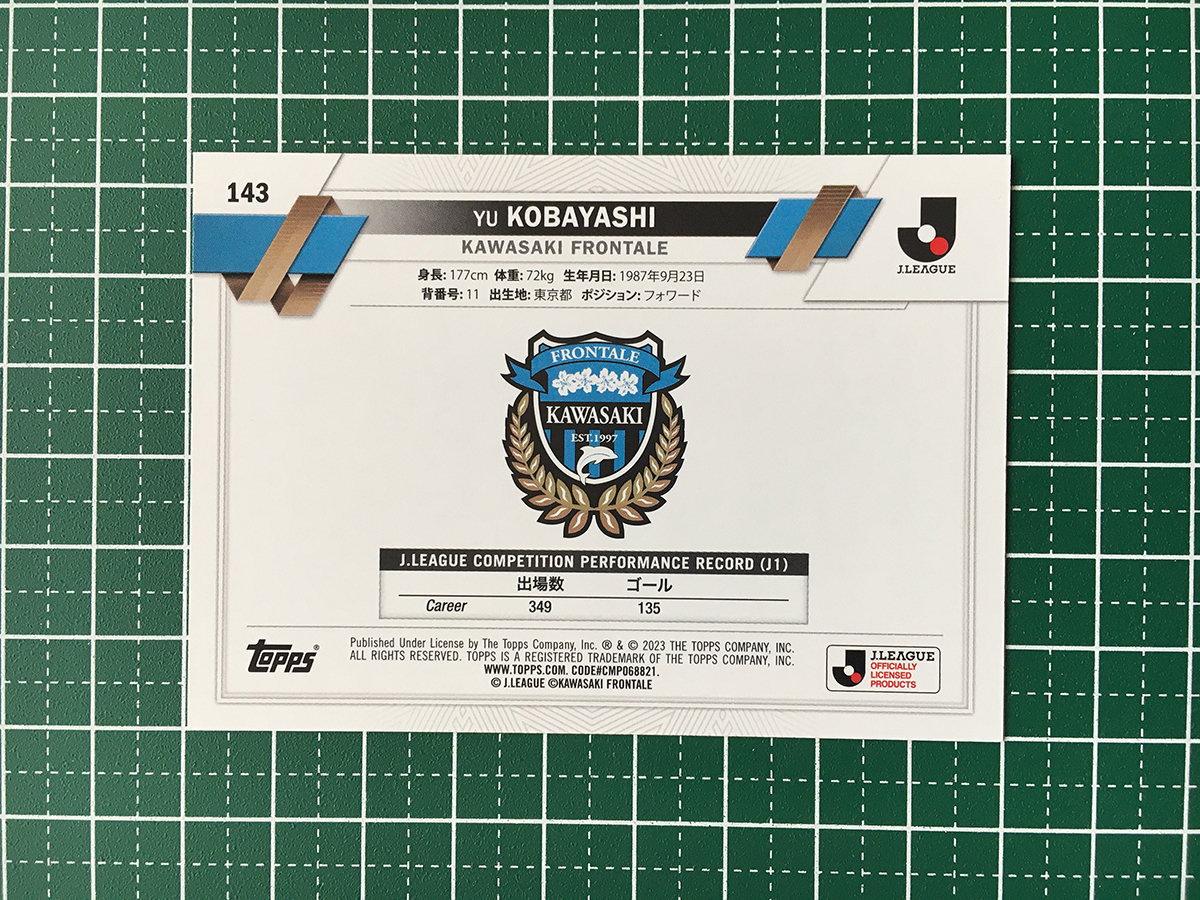 143
YU KOBAYASHI
KAWASAKI FRONTALE
J.LEAGUE
身長: 177cm 体重: 72kg 生年月日: 1987年9月23日
背番号: 11 出生地: 東京都 ポジション: フォワード
FRONTALE
KAWASAKI
EST.1997
J.LEAGUE COMPETITION PERFORMANCE RECORD (J1)
出場数 ゴール
Career 349 135
Topps®
Published Under License by The Topps Company, Inc. ® & © 2023 THE TOPPS COMPANY, INC.
ALL RIGHTS RESERVED. TOPPS IS A REGISTERED TRADEMARK OF THE TOPPS COMPANY, INC.
WWW.TOPPS.COM. CODE#CMP068821.
© J.LEAGUE ©KAWASAKI FRONTALE
J.LEAGUE
OFFICIALLY
LICENSED
PRODUCTS